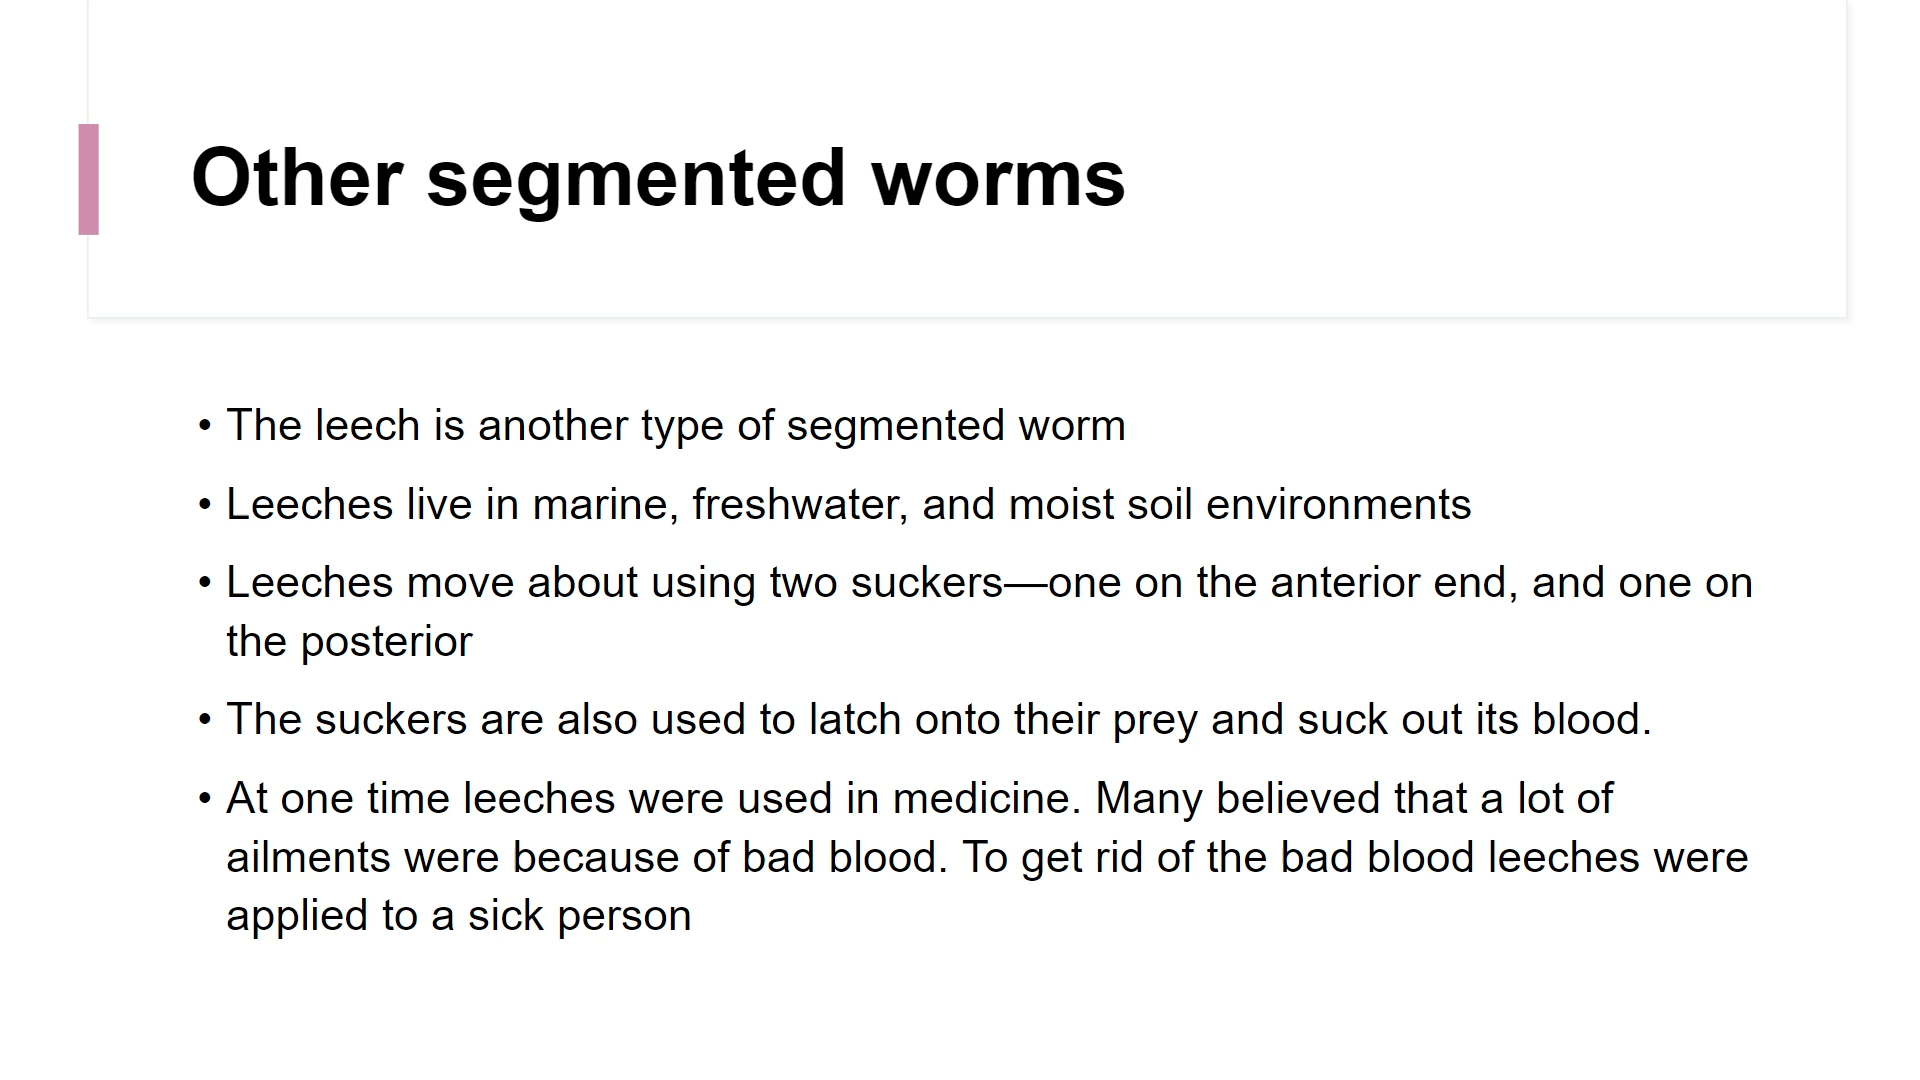 Other segmented worms
• The leech is another type of segmented worm
• Leeches live in marine, freshwater, and moist soil environments
• Leeches move about using two suckers—one on the anterior end, and one on
the posterior
• The suckers are also used to latch onto their prey and suck out its blood.
• At one time leeches were used in medicine. Many believed that a lot of
ailments were because of bad blood. To get rid of the bad blood leeches were
applied to a sick person